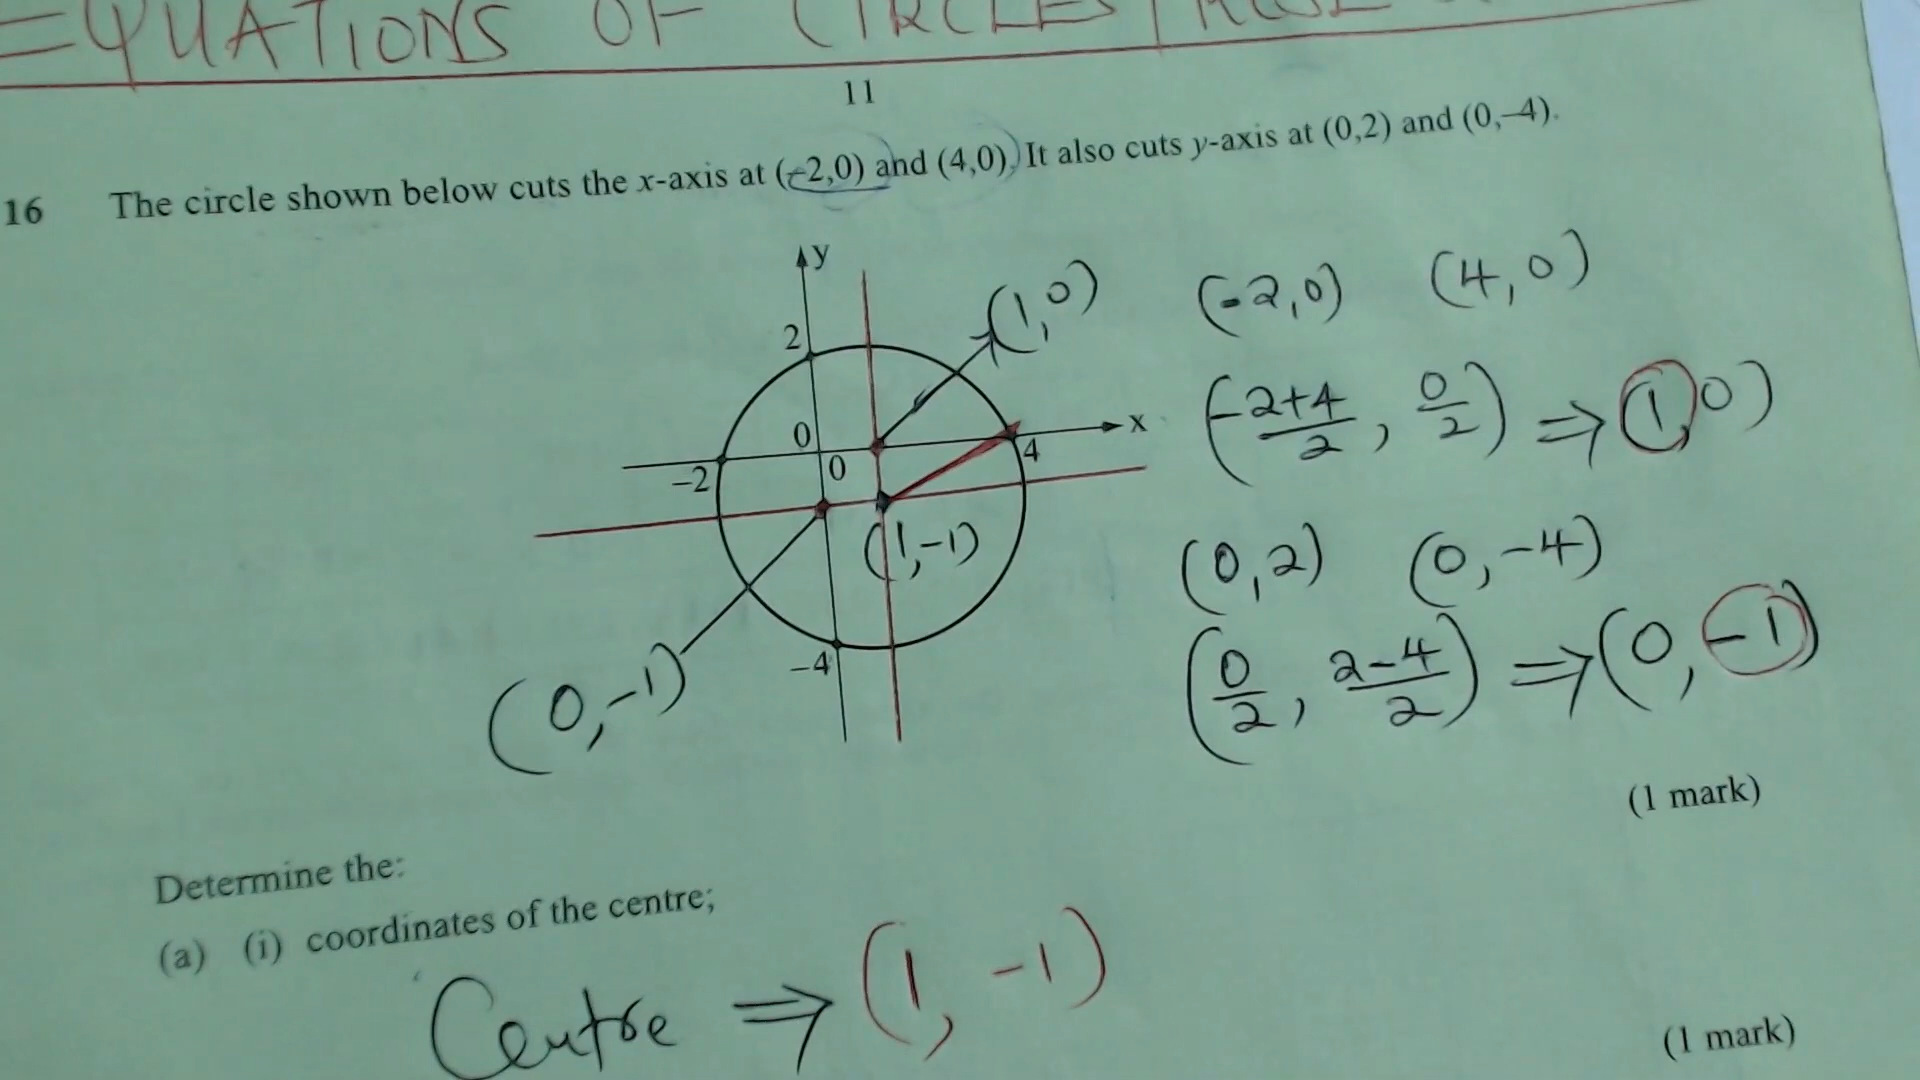 EQUATIONS OF CIRCLES
11
16 The circle shown below cuts the x-axis at (-2,0) and (4,0). It also cuts y-axis at (0,2) and (0,-4).
y
(1,0)
(-2,0) (4,0)
2
(-2+4/2, 0/2) ⇒ (1,0)
0
x
-2
0
4
(1,-1)
(0,2) (0,-4)
(0/2, 2-4/2) ⇒ (0,-1)
-4
(0,-1)
(1 mark)
Determine the:
(a) (i) coordinates of the centre;
Centre ⇒ (1, -1)
(1 mark)